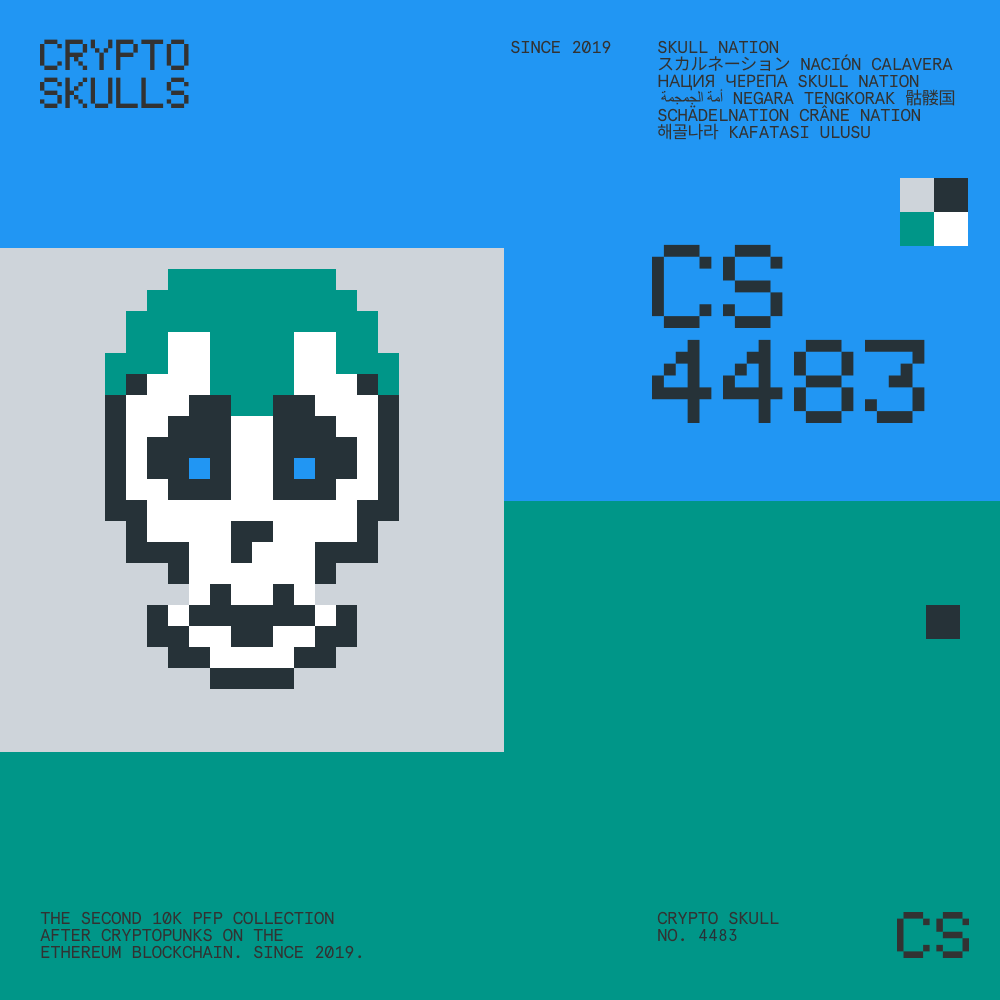 CRYPTO
SKULLS
SINCE 2019
SKULL NATION
スカルネーション NACIÓN CALAVERA
НАЦИЯ ЧЕРЕПА SKULL NATION
أمة الجمجمة NEGARA TENGKORAK 骷髅国
SCHÄDELNATION CRÂNE NATION
해골나라 KAFATASI ULUSU
CS
4483
THE SECOND 10K PFP COLLECTION
AFTER CRYPTOPUNKS ON THE
ETHEREUM BLOCKCHAIN. SINCE 2019.
CRYPTO SKULL
NO. 4483
CS